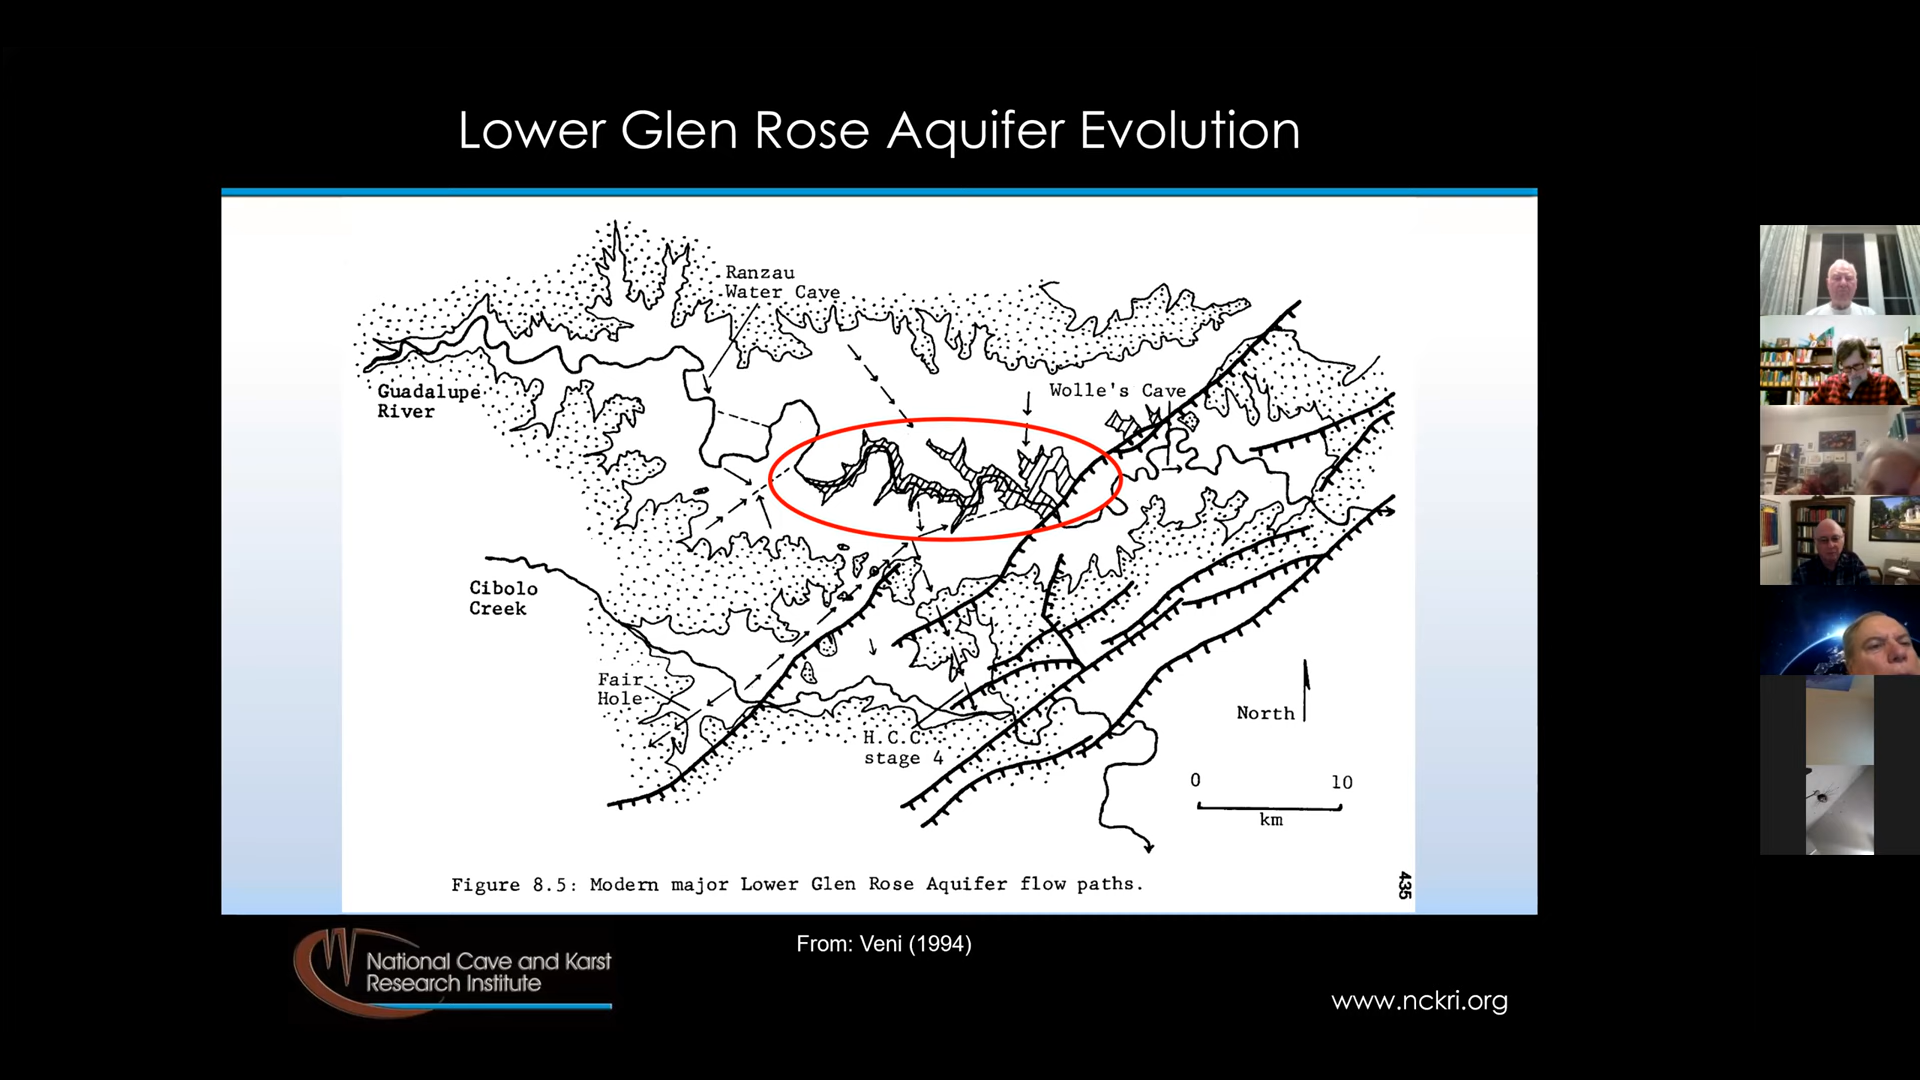 Lower Glen Rose Aquifer Evolution
Ranzau
Water Cave
Wolle's Cave
Guadalupe
River
Cibolo
Creek
Fair
Hole
H.C.C.
stage 4
North
0 10
km
Figure 8.5: Modern major Lower Glen Rose Aquifer flow paths.
435
From: Veni (1994)
National Cave and Karst
Research Institute
www.nckri.org